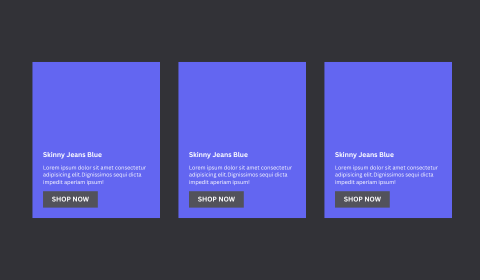 Skinny Jeans Blue
Lorem ipsum dolor sit amet consectetur
adipisicing elit.Dignissimos sequi dicta
impedit aperiam ipsum!
SHOP NOW
Skinny Jeans Blue
Lorem ipsum dolor sit amet consectetur
adipisicing elit.Dignissimos sequi dicta
impedit aperiam ipsum!
SHOP NOW
Skinny Jeans Blue
Lorem ipsum dolor sit amet consectetur
adipisicing elit.Dignissimos sequi dicta
impedit aperiam ipsum!
SHOP NOW